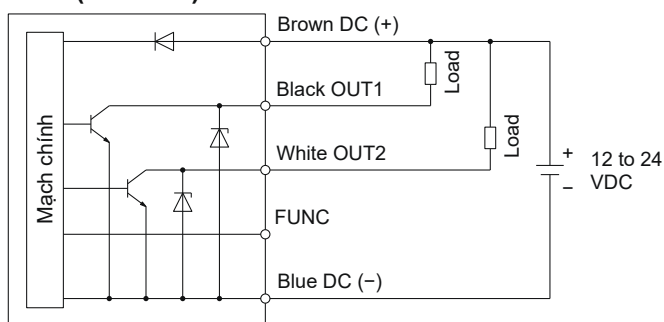 Brown DC (+)
Load
Black OUT1
Load
Mạch chính
White OUT2
+ 12 to 24
− VDC
FUNC
Blue DC (−)